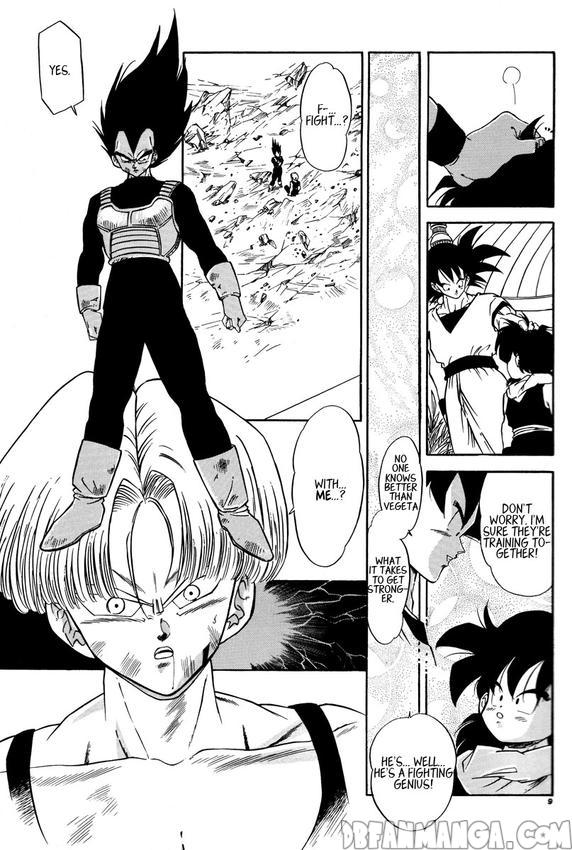 DON'T
WORRY. I'M
SURE THEY'RE
TRAINING TO-
GETHER!
NO
ONE
KNOWS
BETTER
THAN
VEGETA
WHAT
IT TAKES
TO GET
STRONG-
ER.
HE'S... WELL...
HE'S A FIGHTING
GENIUS!
F-...
FIGHT...?
YES.
WITH...
ME...?
9
DBFANMANGA.COM